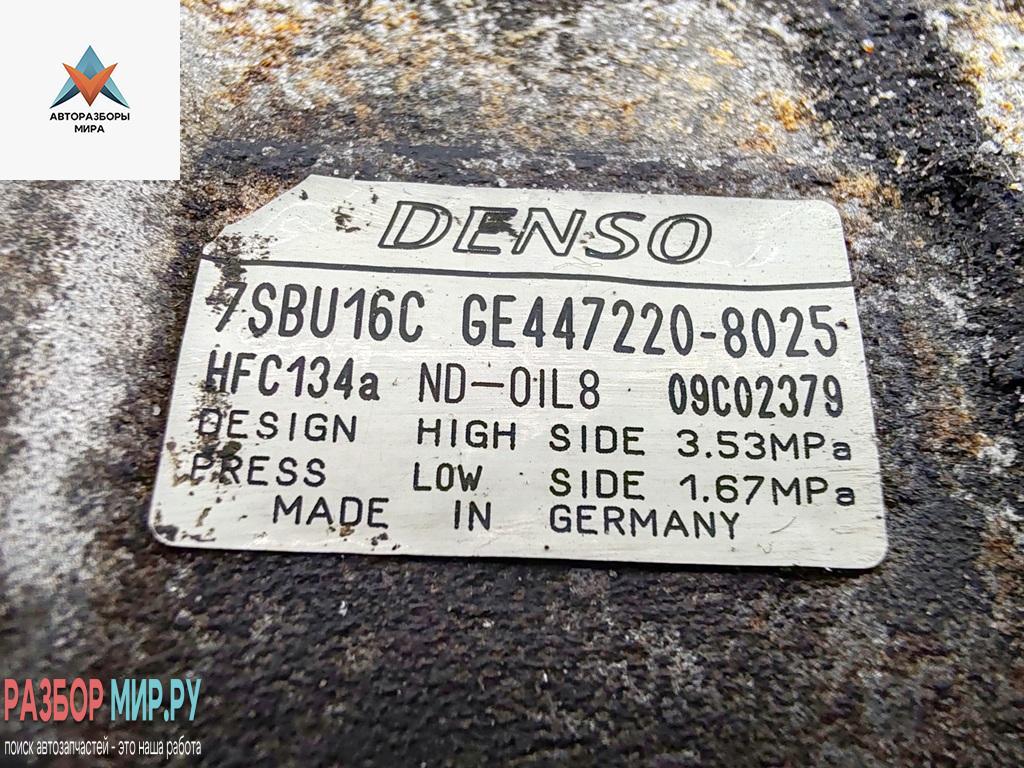 АВТОРАЗБОРЫ
МИРА
DENSO
7SBU16C GE447220-8025
HFC134a ND-OIL8 09C02379
DESIGN HIGH SIDE 3.53MPa
PRESS LOW SIDE 1.67MPa
MADE IN GERMANY
РАЗБОР МИР.РУ
поиск автозапчастей - это наша работа